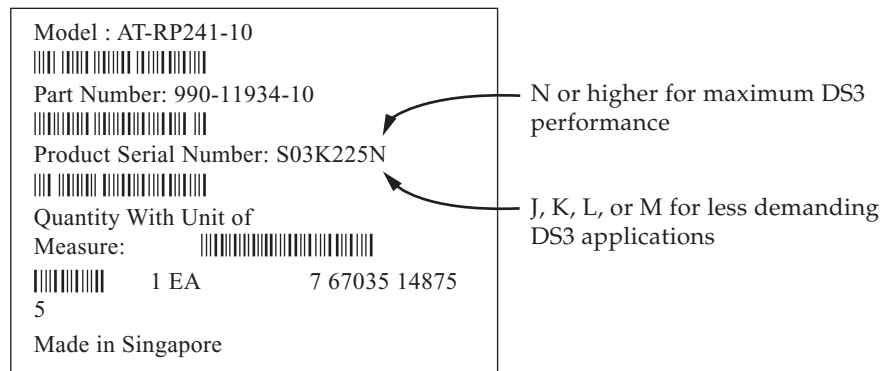 Model : AT-RP241-10
Part Number: 990-11934-10
Product Serial Number: S03K225N
Quantity With Unit of
Measure:
1 EA 7 67035 14875
5
Made in Singapore
N or higher for maximum DS3
performance
J, K, L, or M for less demanding
DS3 applications